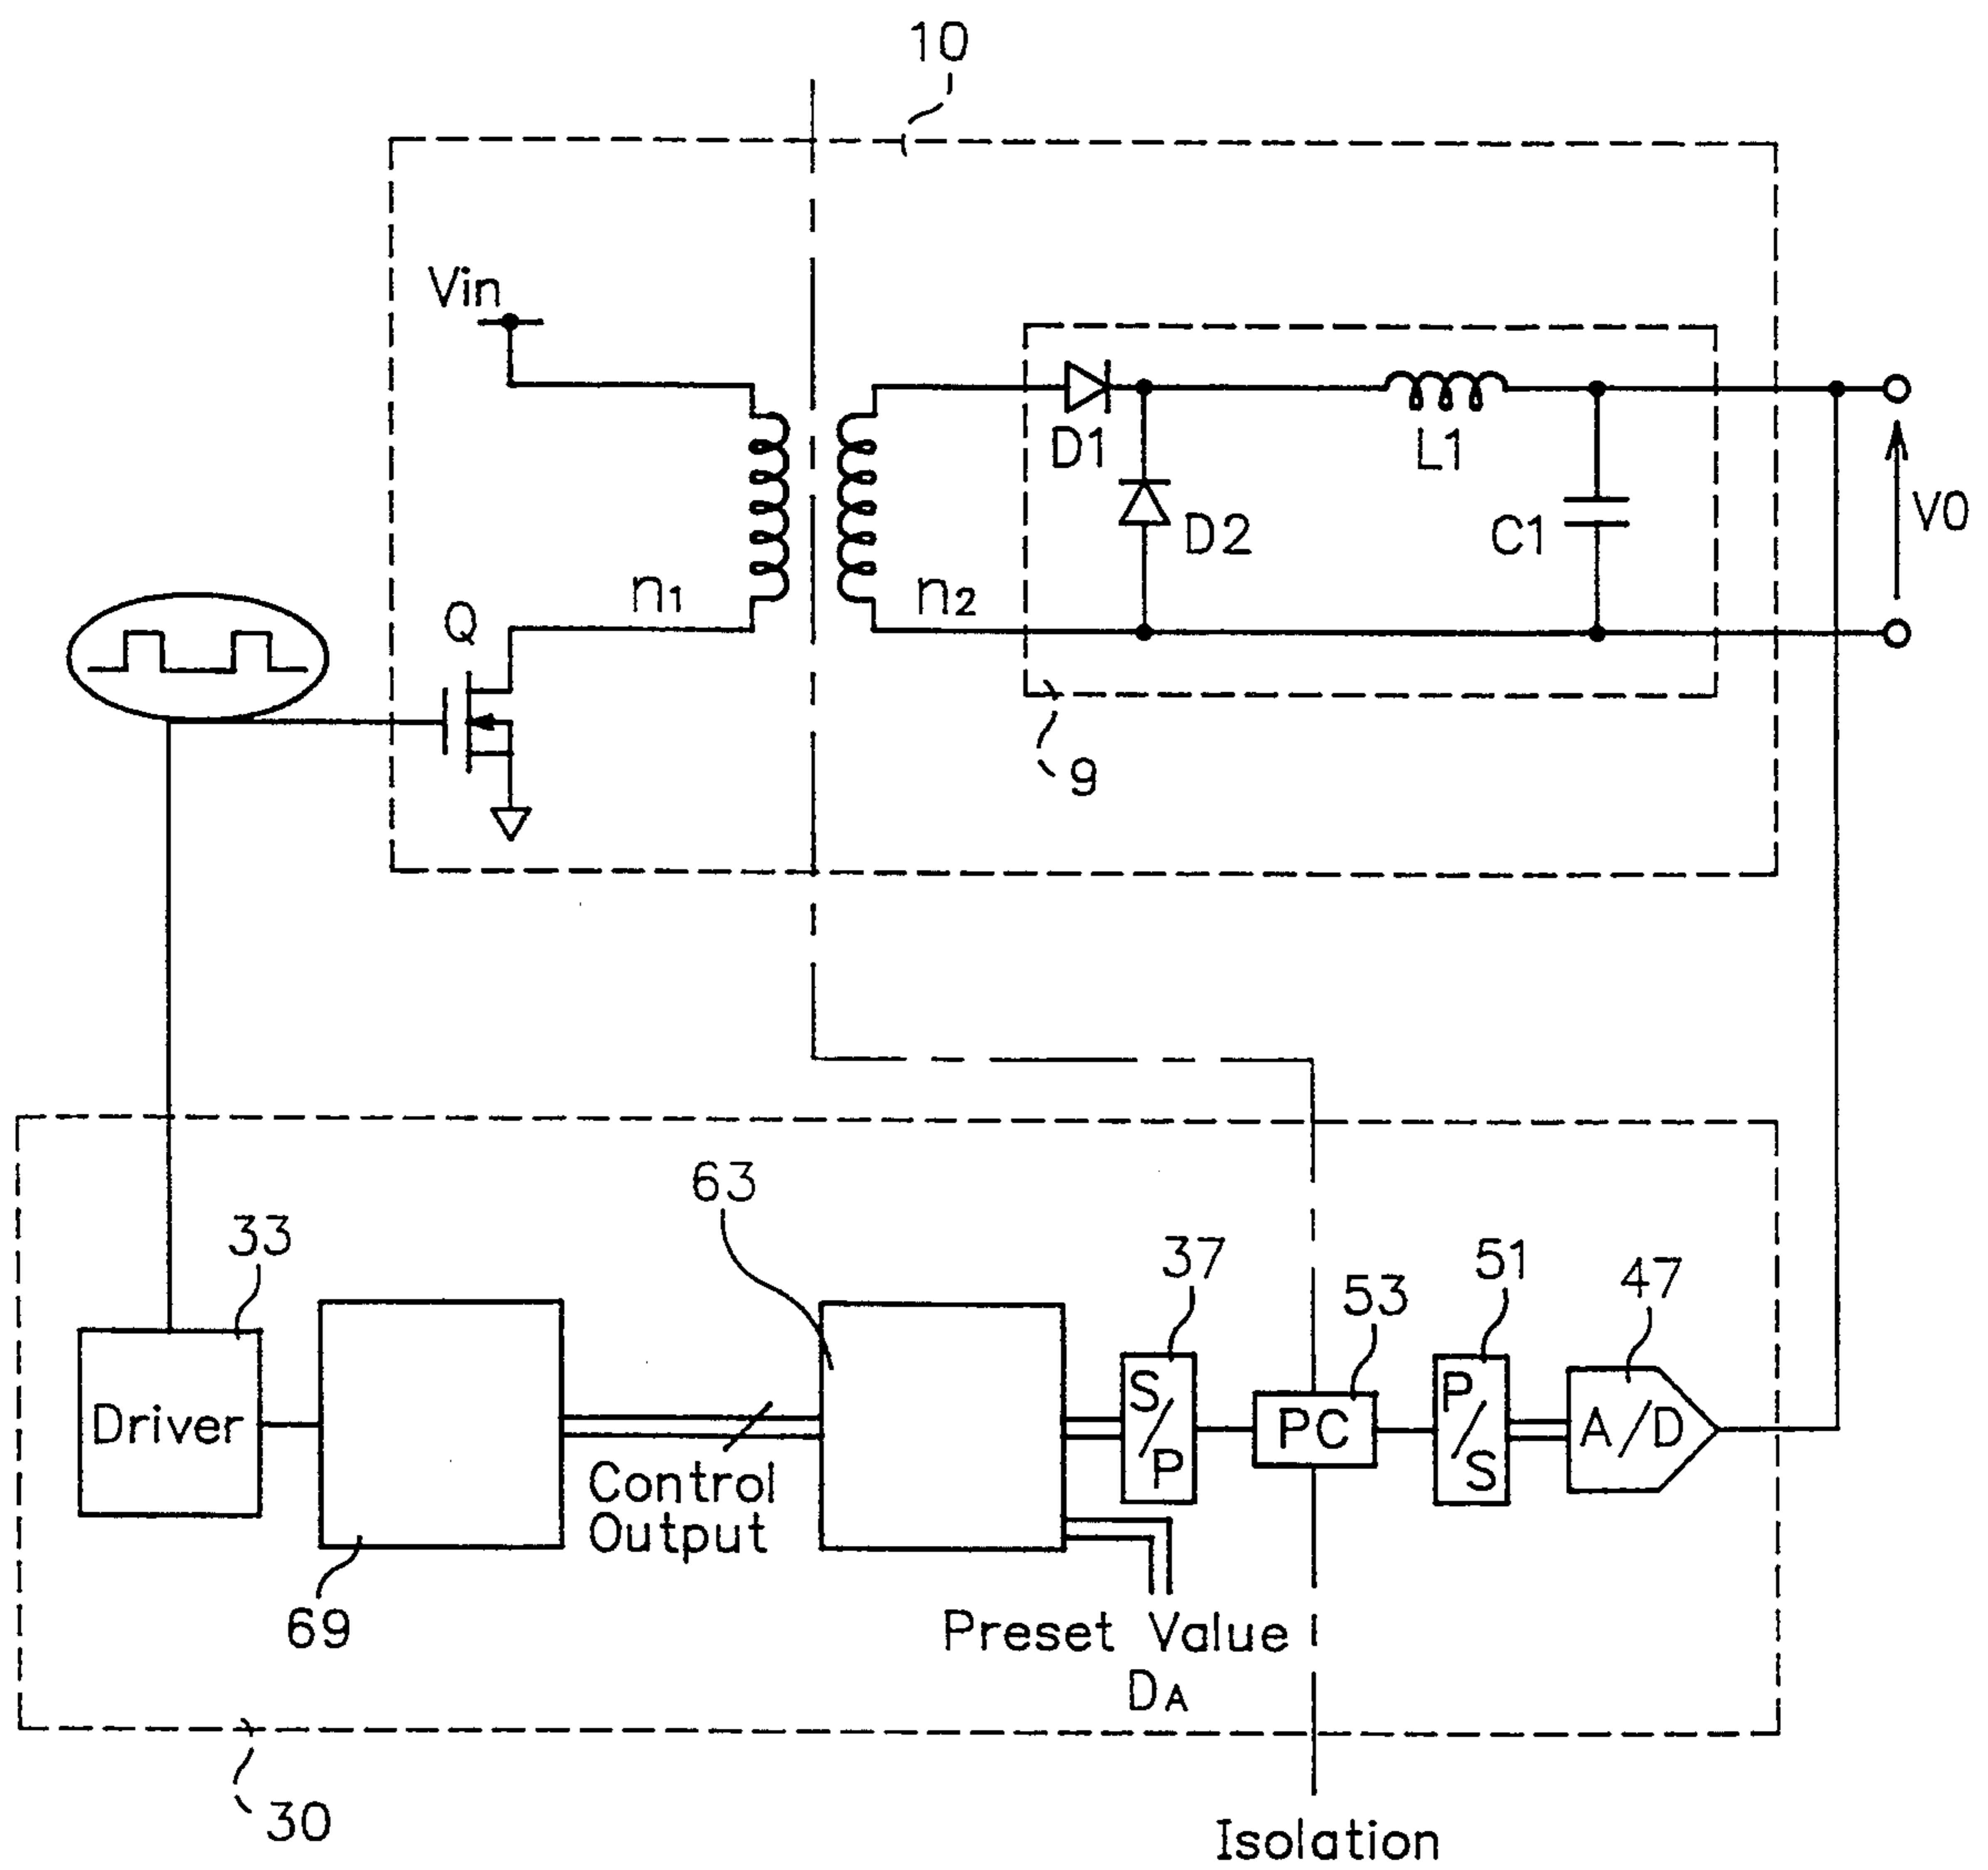 10
Vin
D1
L1
D2
C1
V0
n1
n2
Q
9
63
33
37
51
47
53
Driver
S/P
PC
P/S
A/D
Control
Output
69
Preset Value
DA
30
Isolation